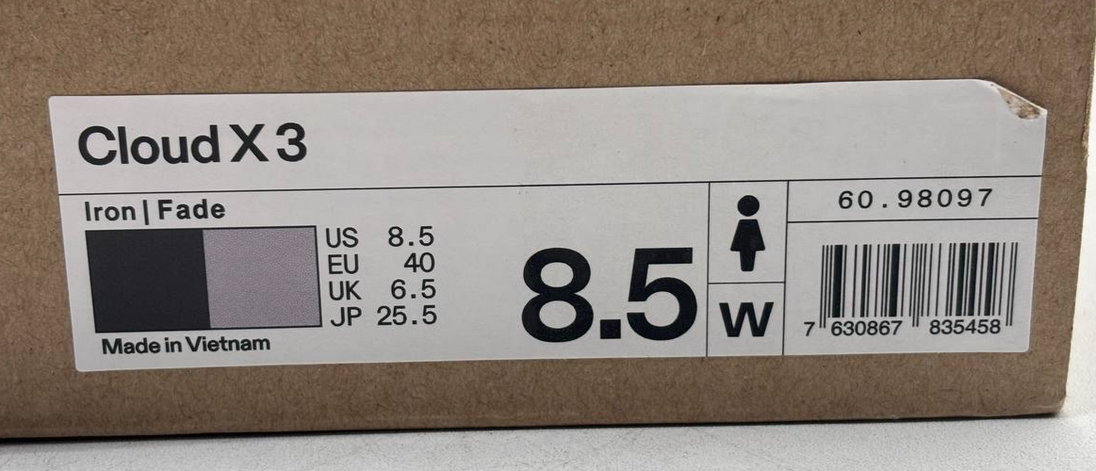 Cloud X 3
Iron | Fade
US 8.5
EU 40
UK 6.5
JP 25.5
Made in Vietnam
8.5
W
60.98097
7 630867 835458